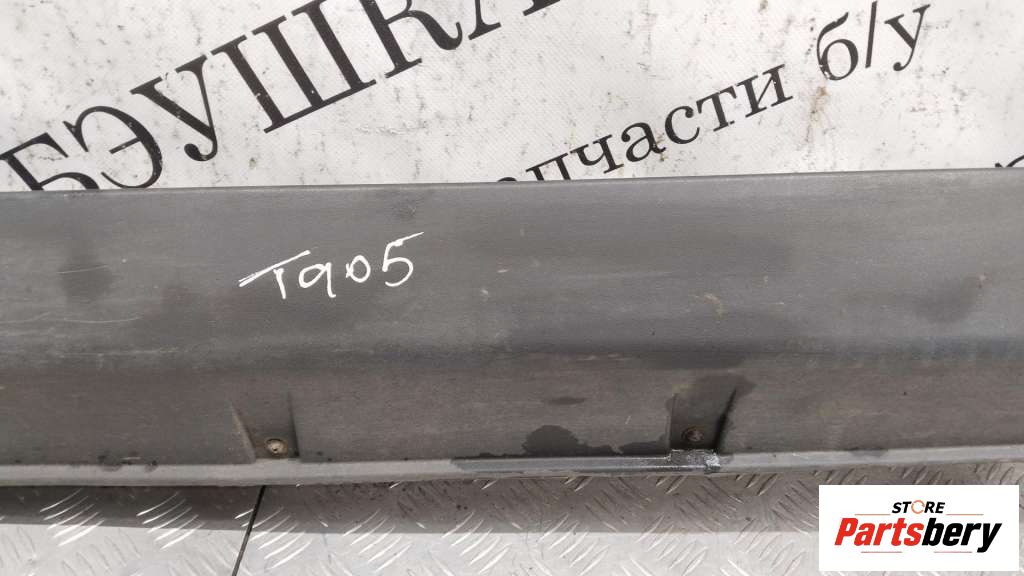 БЭУШКА
запчасти б/у
T905
STORE
Partsbery